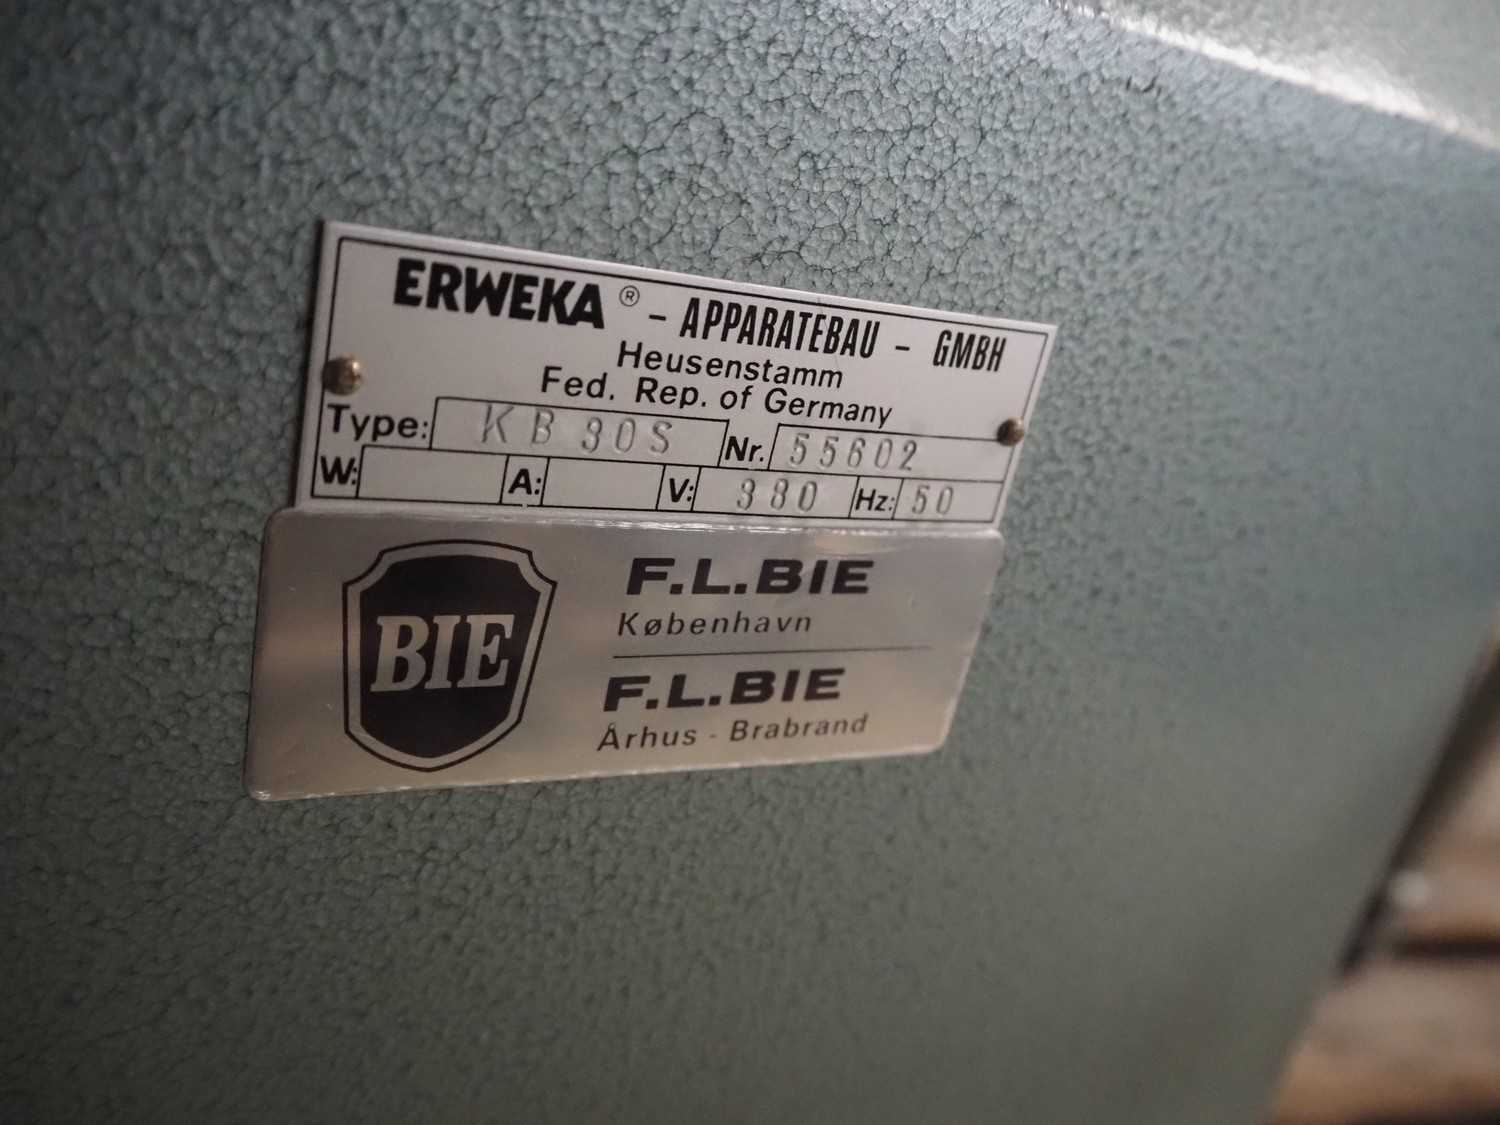 ERWEKA ® - APPARATEBAU - GMBH
Heusenstamm
Fed. Rep. of Germany
Type: KB 30S Nr. 55602
W: A: V: 380 Hz: 50
BIE
F.L.BIE
København
F.L.BIE
Århus - Brabrand